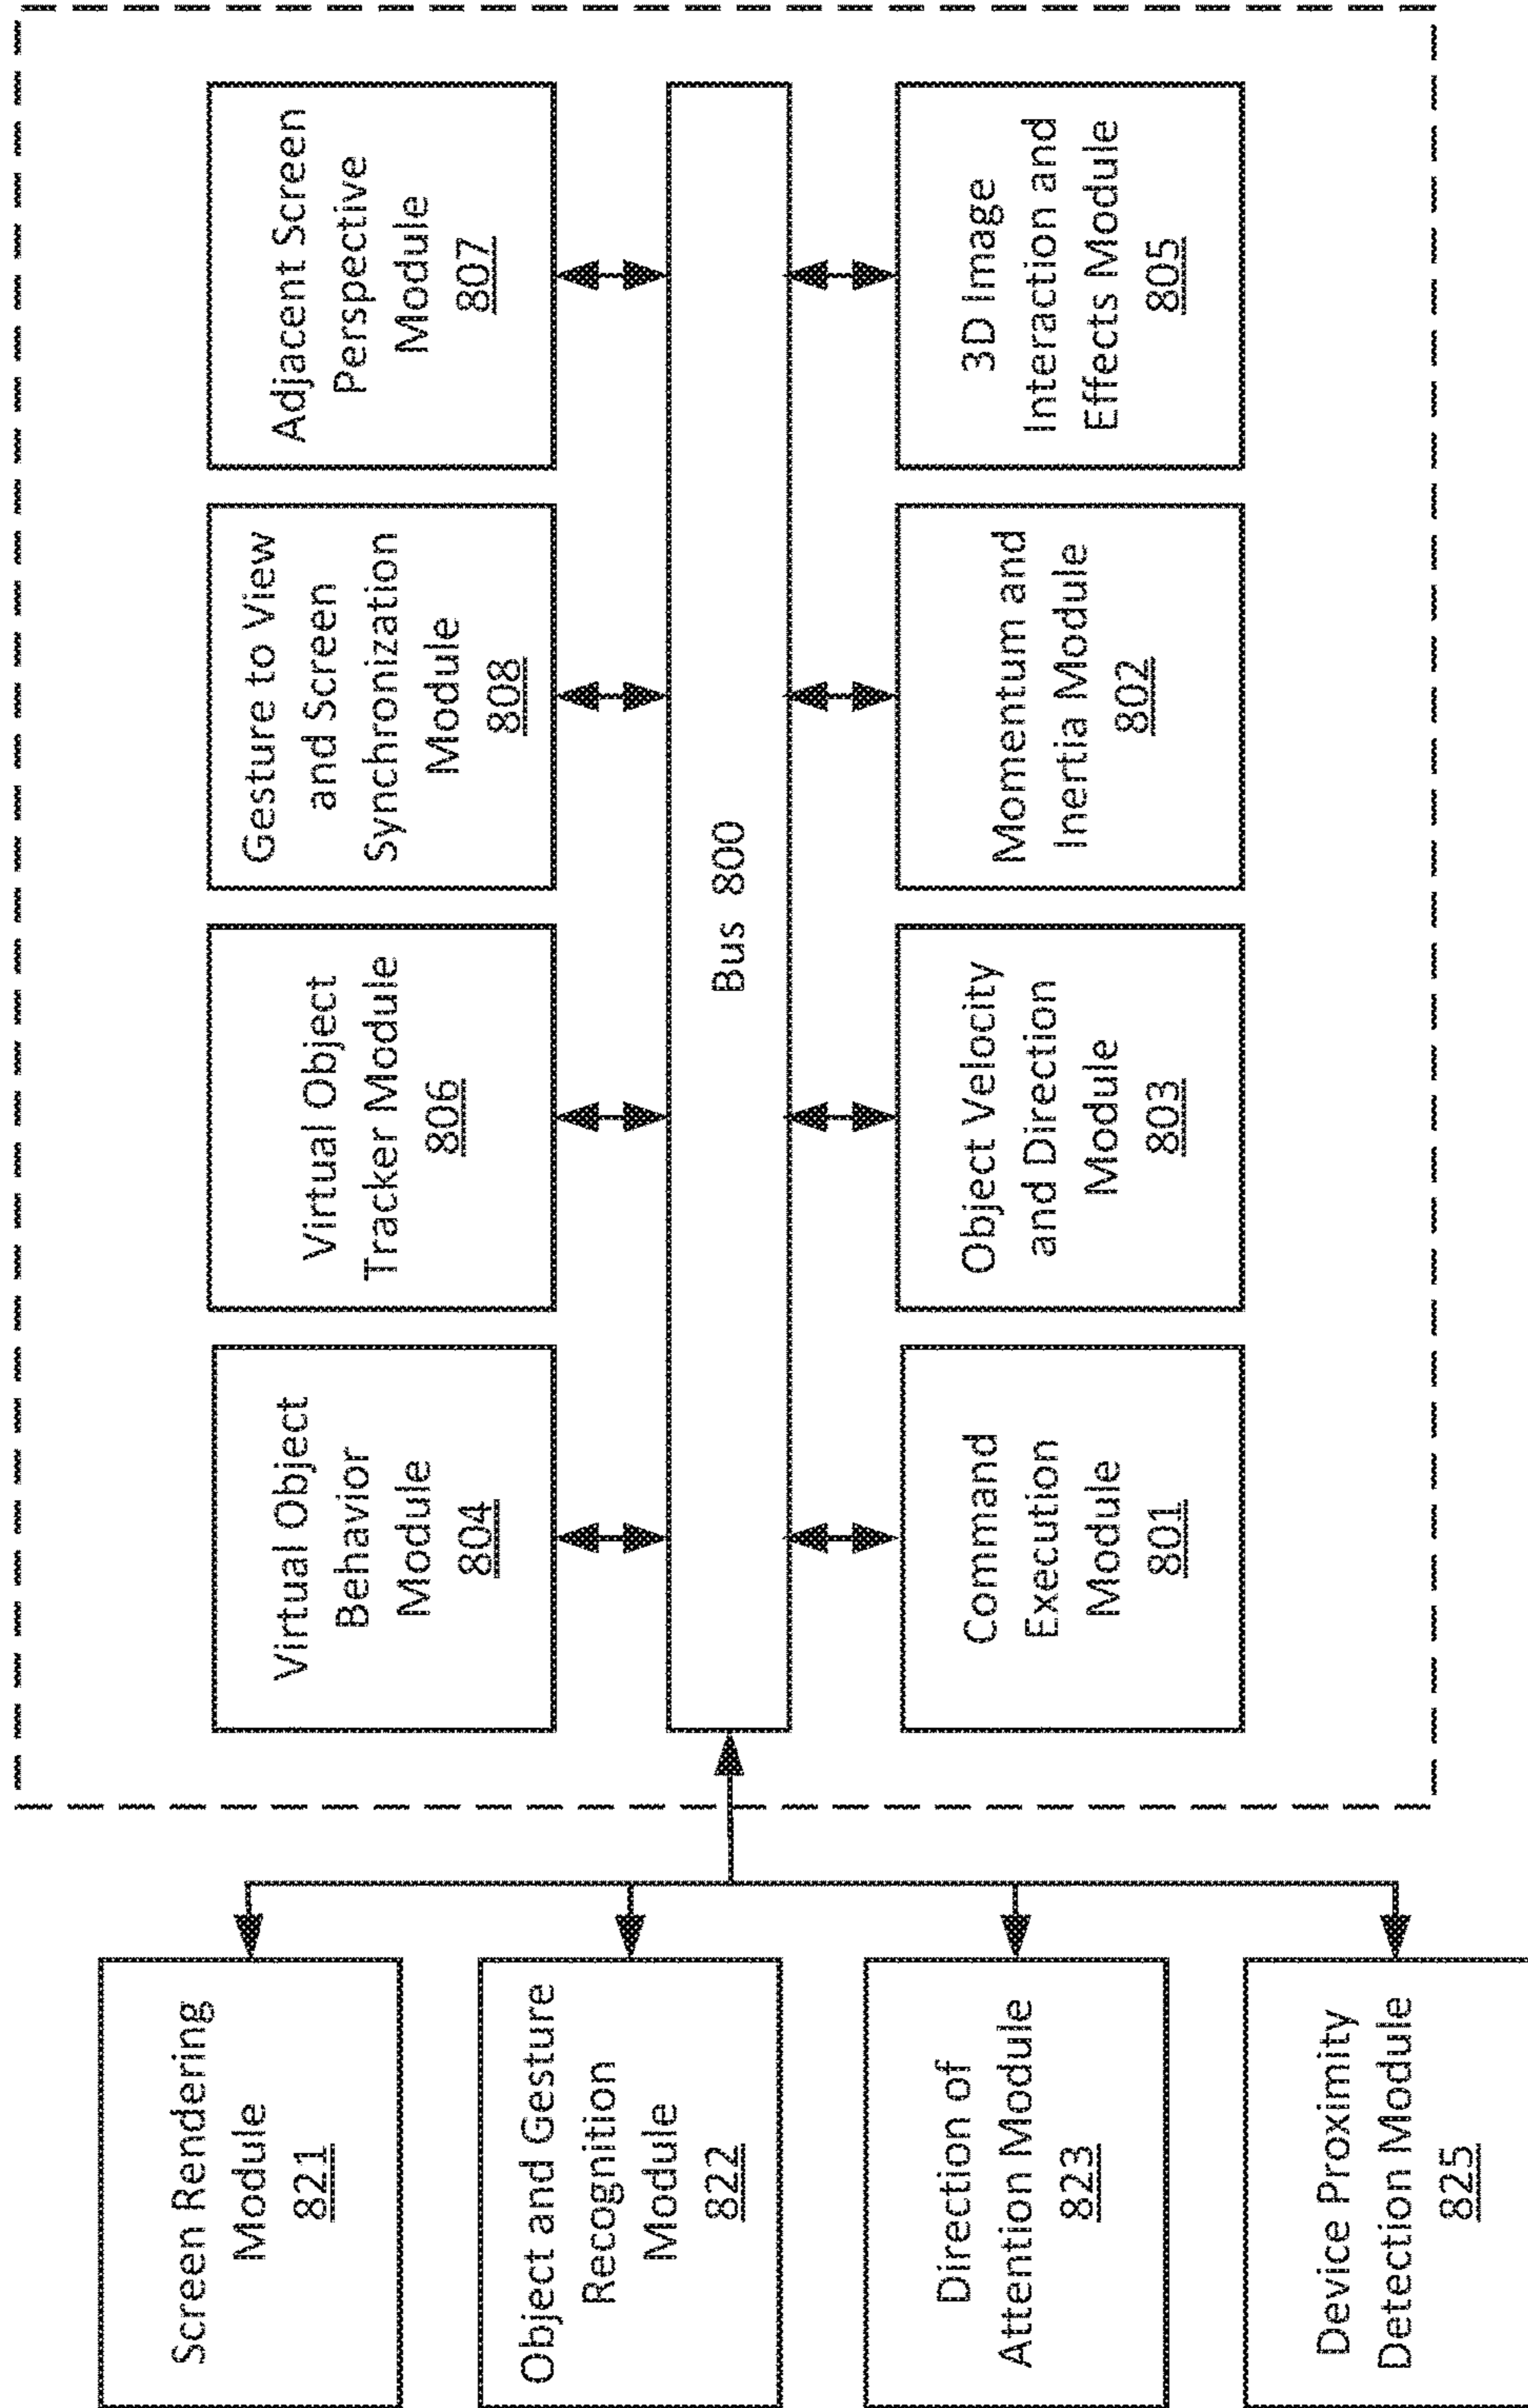 Screen Rendering
Module
821
Object and Gesture
Recognition
Module
822
Direction of
Attention Module
823
Device Proximity
Detection Module
825
Virtual Object
Behavior
Module
804
Virtual Object
Tracker Module
806
Gesture to View
and Screen
Synchronization
Module
808
Adjacent Screen
Perspective
Module
807
Bus 800
Command
Execution
Module
801
Object Velocity
and Direction
Module
803
Momentum and
Inertia Module
802
3D Image
Interaction and
Effects Module
805